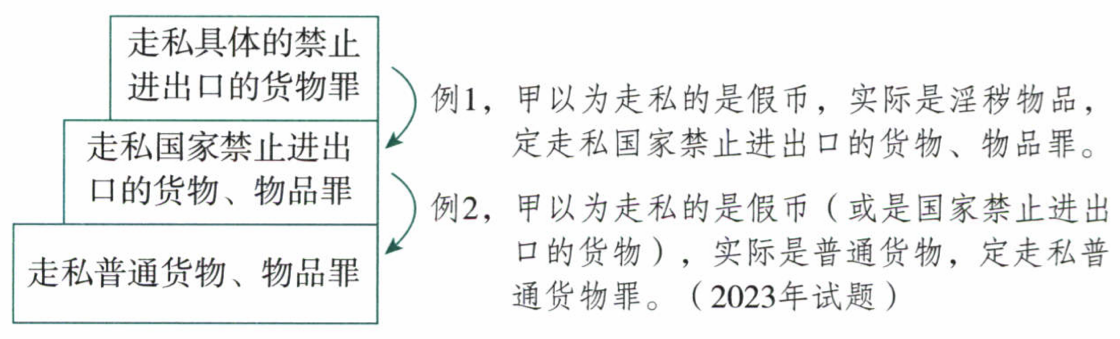 走私具体的禁止
进出口的货物罪
走私国家禁止进出
口的货物、物品罪
走私普通货物、物品罪
例1，甲以为走私的是假币，实际是淫秽物品，
定走私国家禁止进出口的货物、物品罪。
例2，甲以为走私的是假币（或是国家禁止进出
口的货物），实际是普通货物，定走私普
通货物罪。（2023年试题）